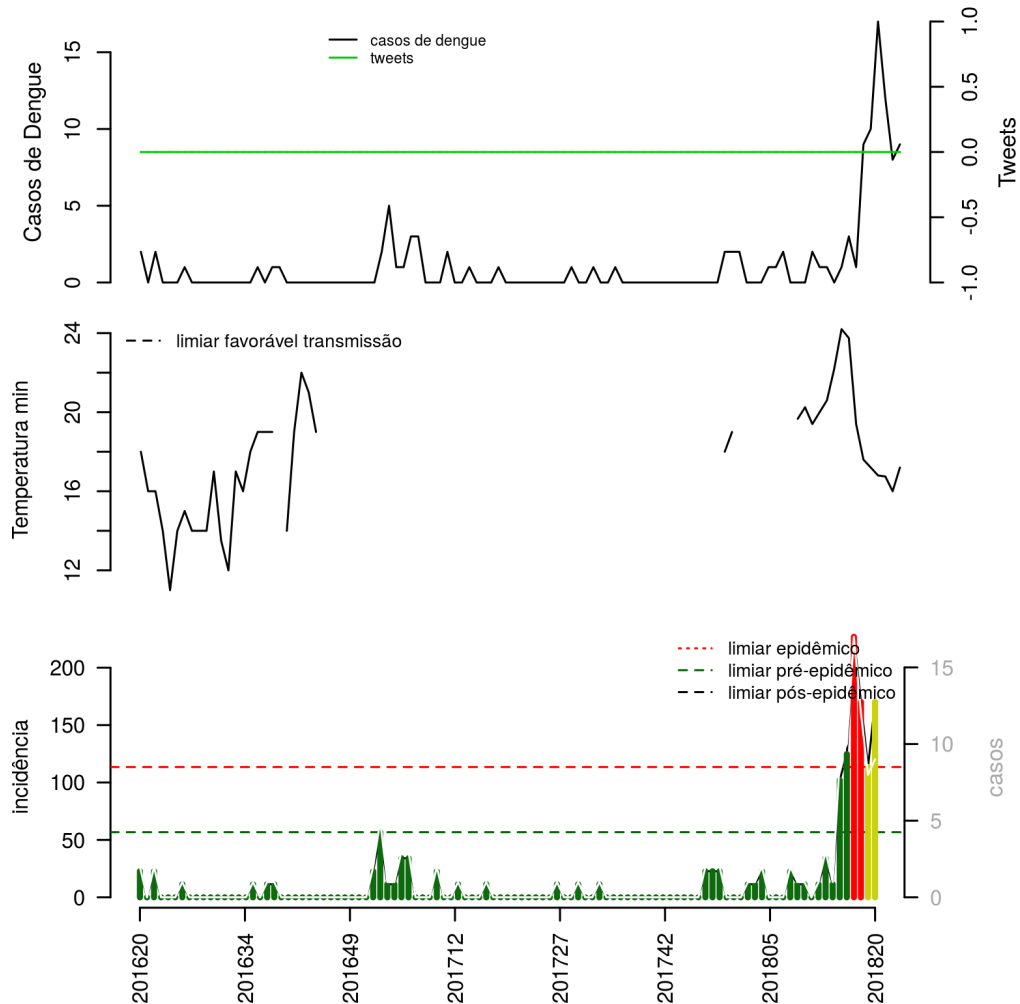 casos de dengue
tweets
Casos de Dengue
0
5
10
15
Tweets
-1.0
-0.5
0.0
0.5
1.0
limiar favorável transmissão
Temperatura min
12
16
20
24
limiar epidêmico
limiar pré-epidêmico
limiar pós-epidêmico
incidência
0
50
100
150
200
casos
0
5
10
15
201620
201634
201649
201712
201727
201742
201805
201820